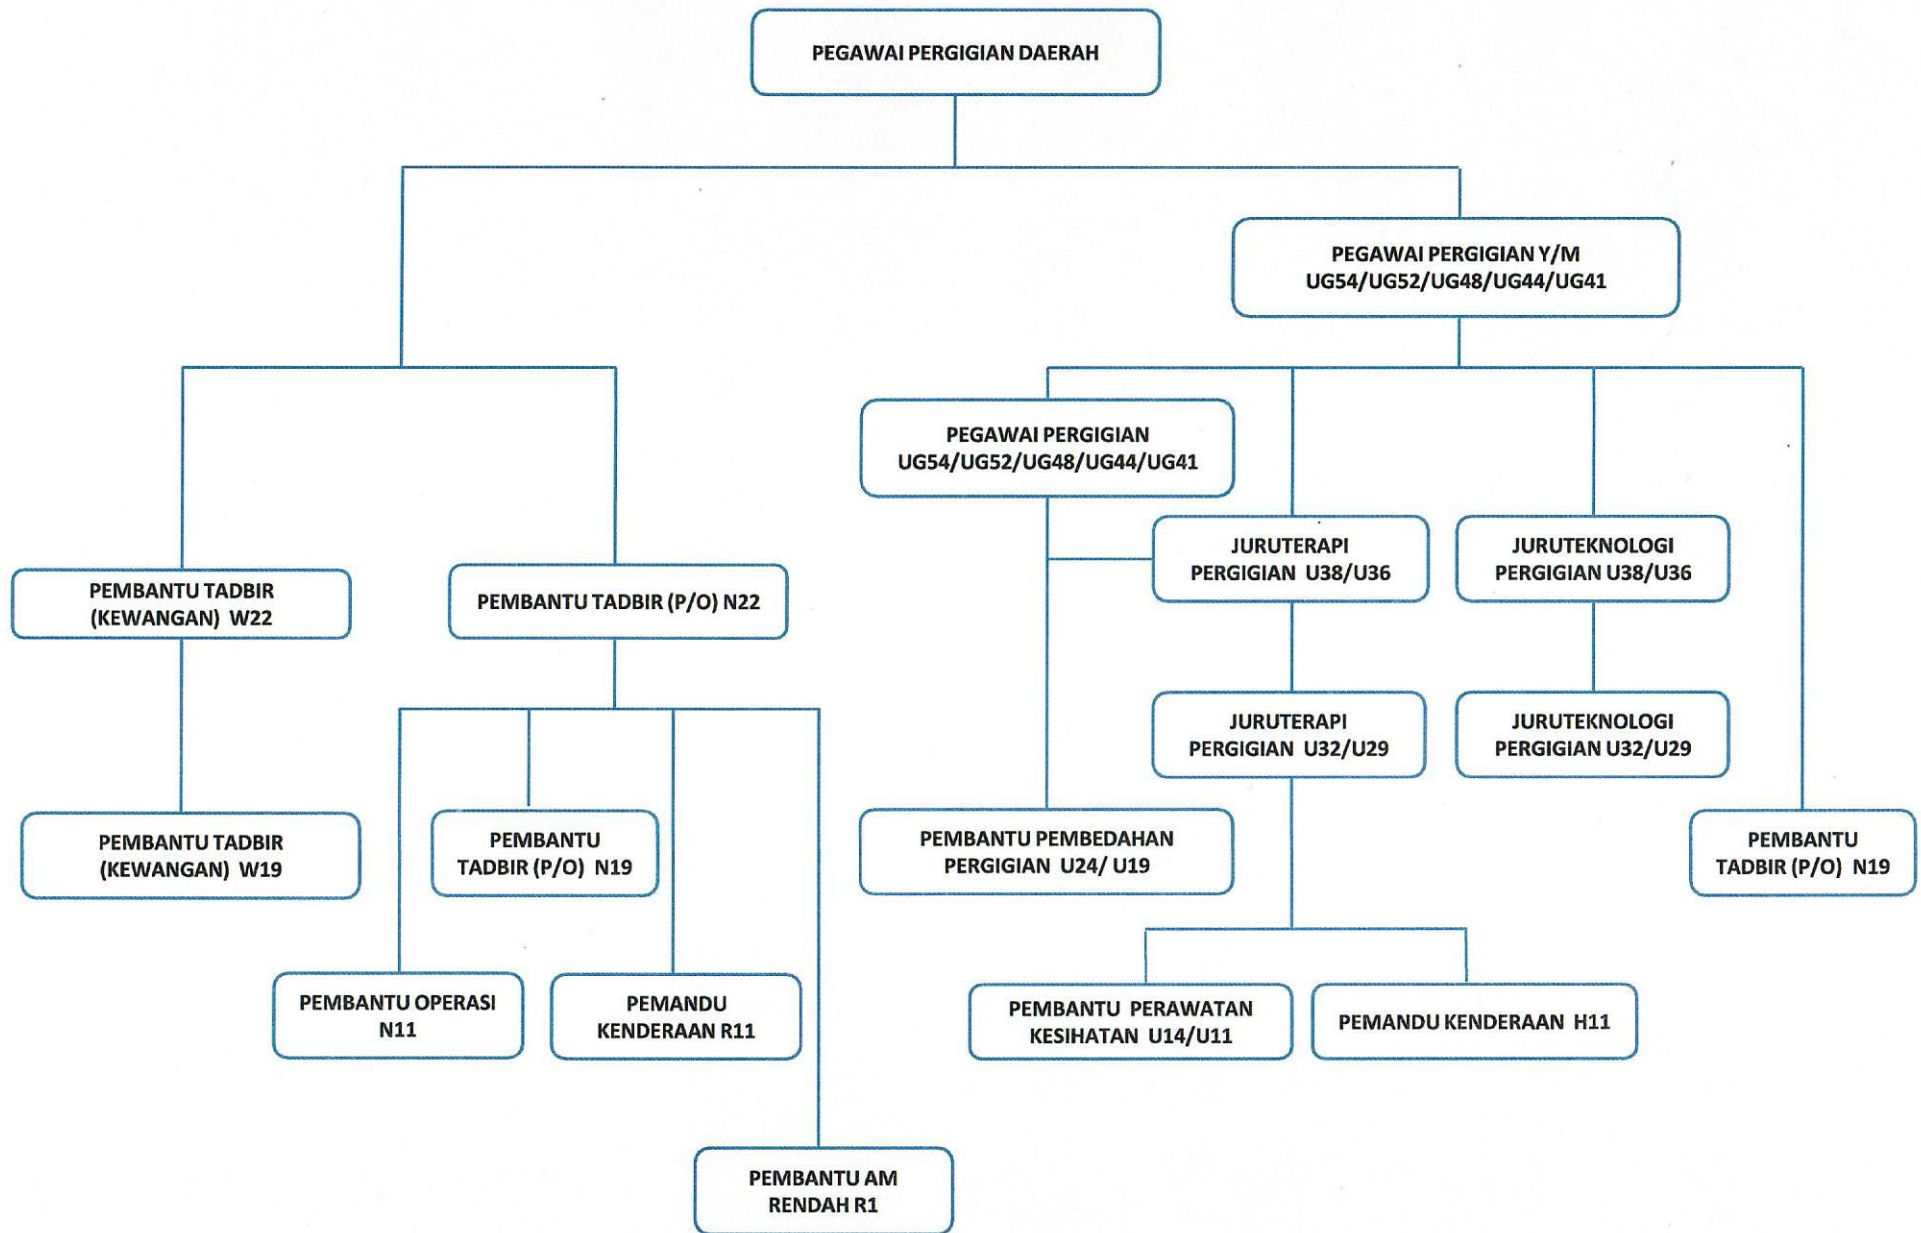 PEGAWAI PERGIGIAN DAERAH
PEGAWAI PERGIGIAN Y/M
UG54/UG52/UG48/UG44/UG41
PEGAWAI PERGIGIAN
UG54/UG52/UG48/UG44/UG41
JURUTERAPI
PERGIGIAN U38/U36
JURUTEKNOLOGI
PERGIGIAN U38/U36
PEMBANTU TADBIR
(KEWANGAN) W22
PEMBANTU TADBIR (P/O) N22
JURUTERAPI
PERGIGIAN U32/U29
JURUTEKNOLOGI
PERGIGIAN U32/U29
PEMBANTU TADBIR
(KEWANGAN) W19
PEMBANTU
TADBIR (P/O) N19
PEMBANTU PEMBEDAHAN
PERGIGIAN U24/ U19
PEMBANTU
TADBIR (P/O) N19
PEMBANTU OPERASI
N11
PEMANDU
KENDERAAN R11
PEMBANTU PERAWATAN
KESIHATAN U14/U11
PEMANDU KENDERAAN H11
PEMBANTU AM
RENDAH R1